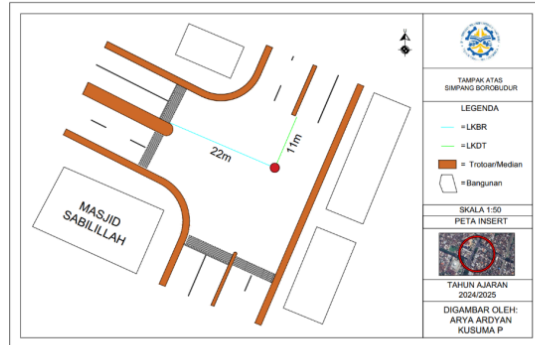 22m
11m
MASJID
SABILILLAH
TAMPAK ATAS
SIMPANG BOROBUDUR
LEGENDA
=LKBR
=LKDT
= Trotoar/Median
=Bangunan
SKALA 1:50
PETA INSERT
TAHUN AJARAN
2024/2025
DIGAMBAR OLEH:
ARYA ARDYAN
KUSUMA P